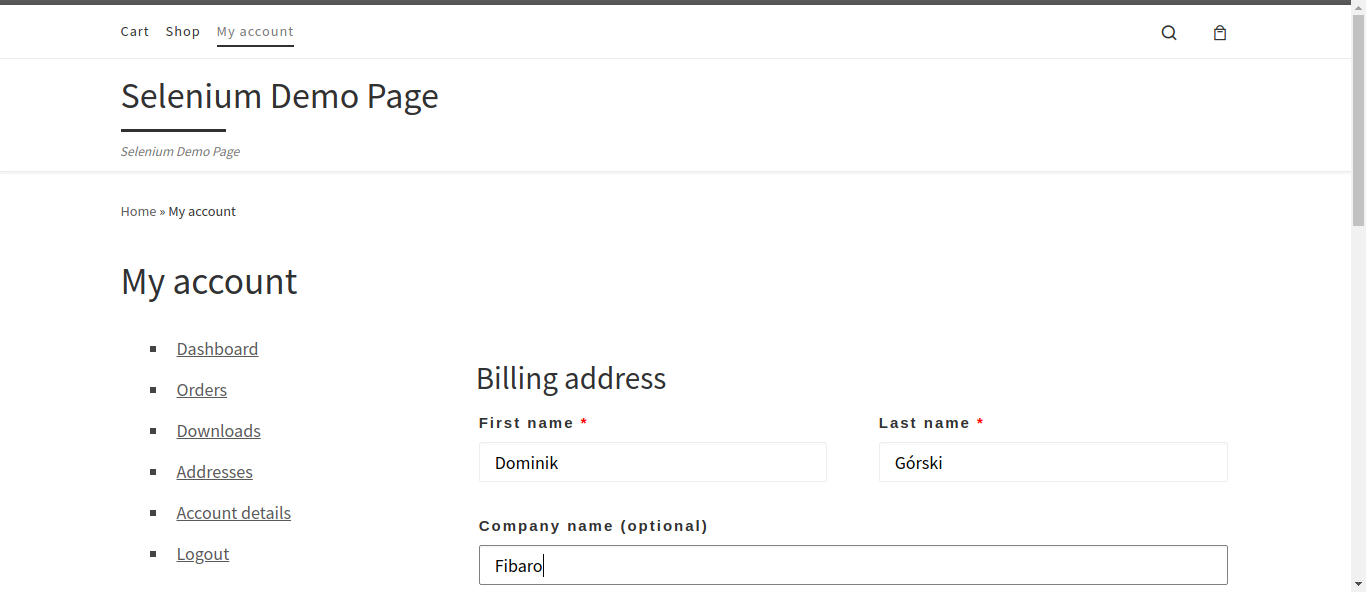 Cart Shop My account
Selenium Demo Page
Selenium Demo Page
Home » My account
My account
Dashboard
Orders
Downloads
Addresses
Account details
Logout
Billing address
First name * Last name *
Dominik Górski
Company name (optional)
Fibaro